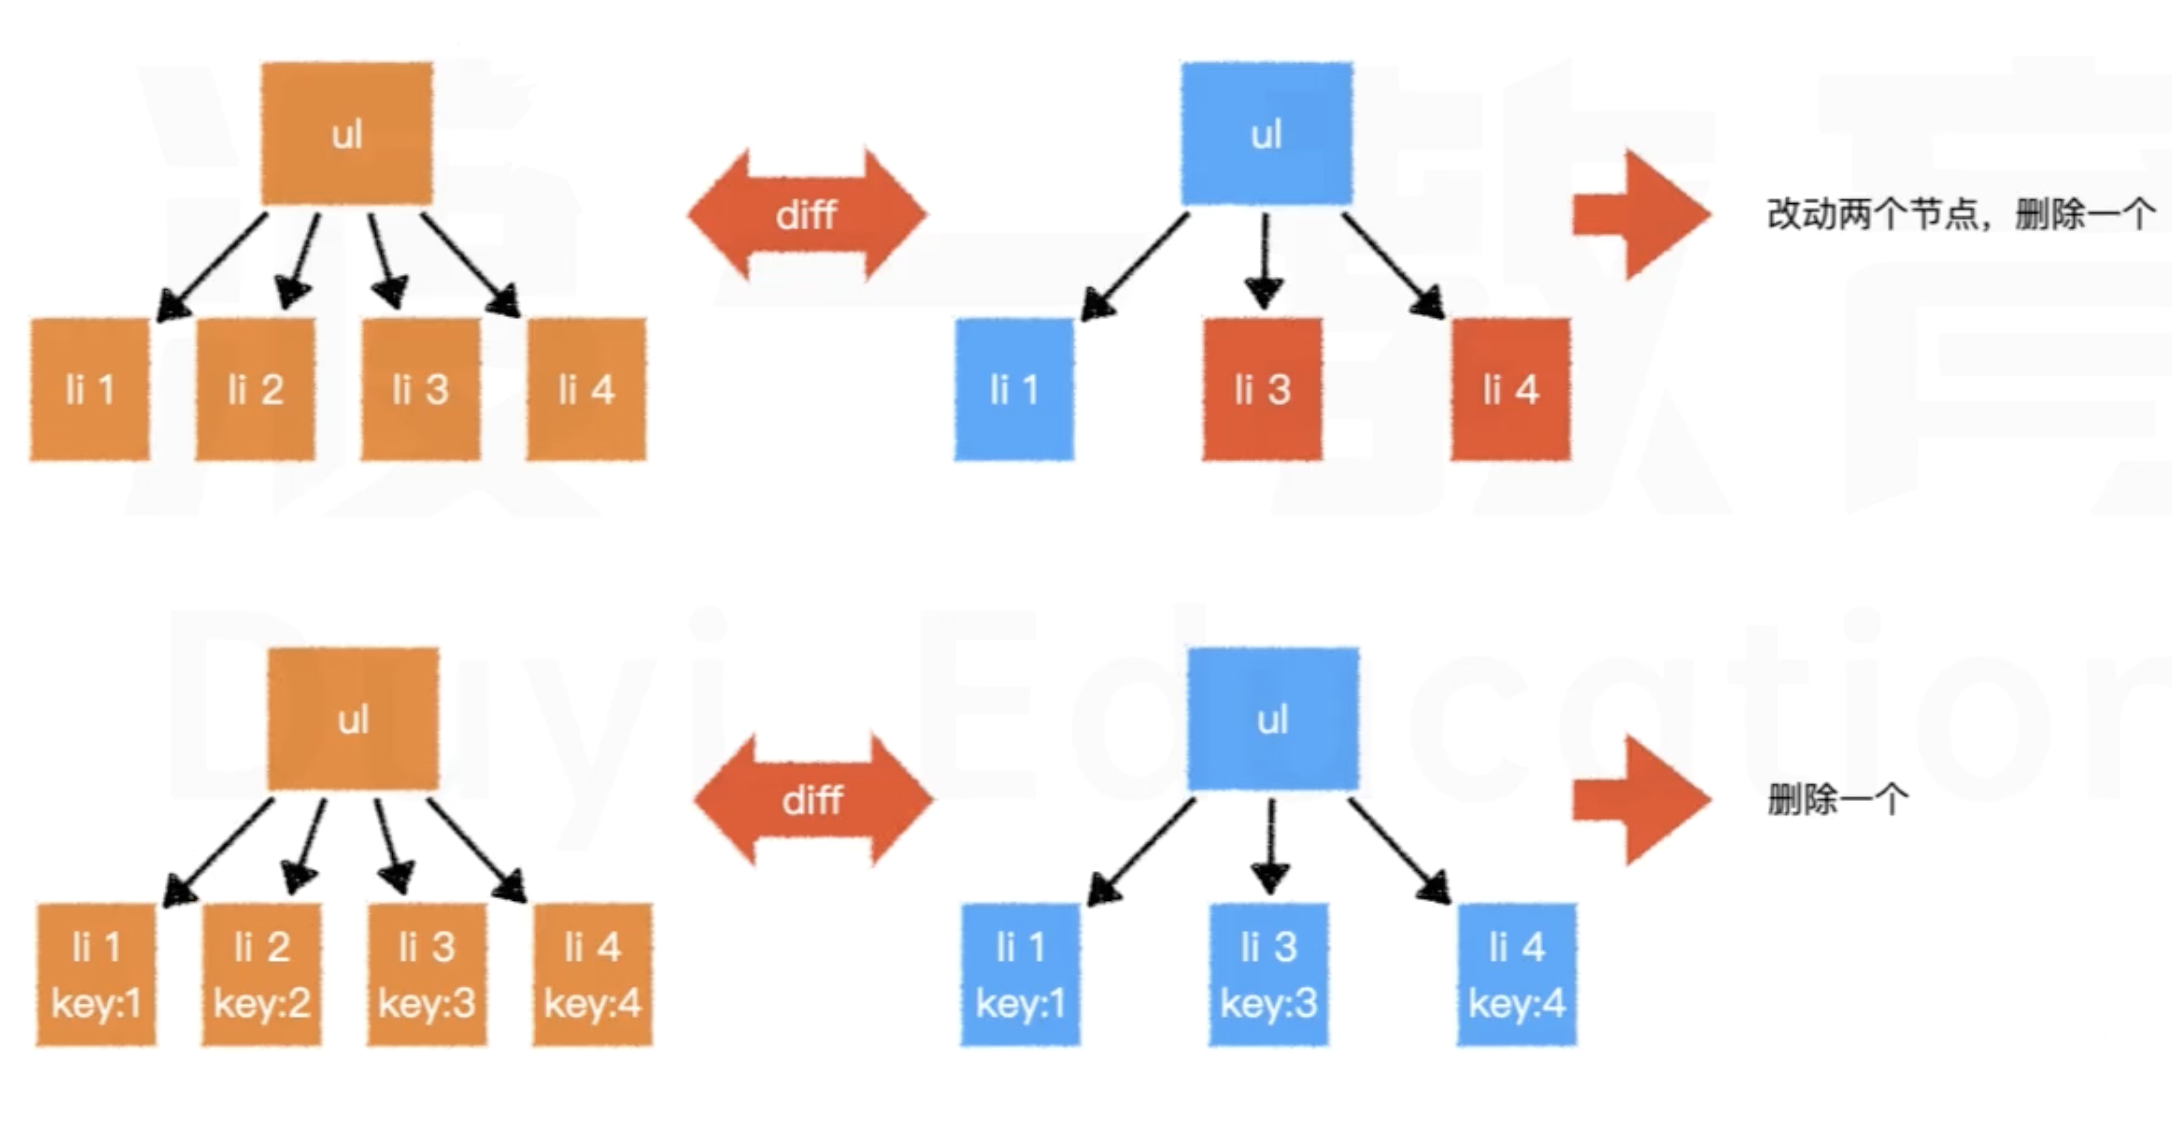 ul
ul
diff
改动两个节点，删除一个
li 1
li 2
li 3
li 4
li 1
li 3
li 4
Duyi Education
ul
ul
diff
删除一个
li 1
key:1
li 2
key:2
li 3
key:3
li 4
key:4
li 1
key:1
li 3
key:3
li 4
key:4